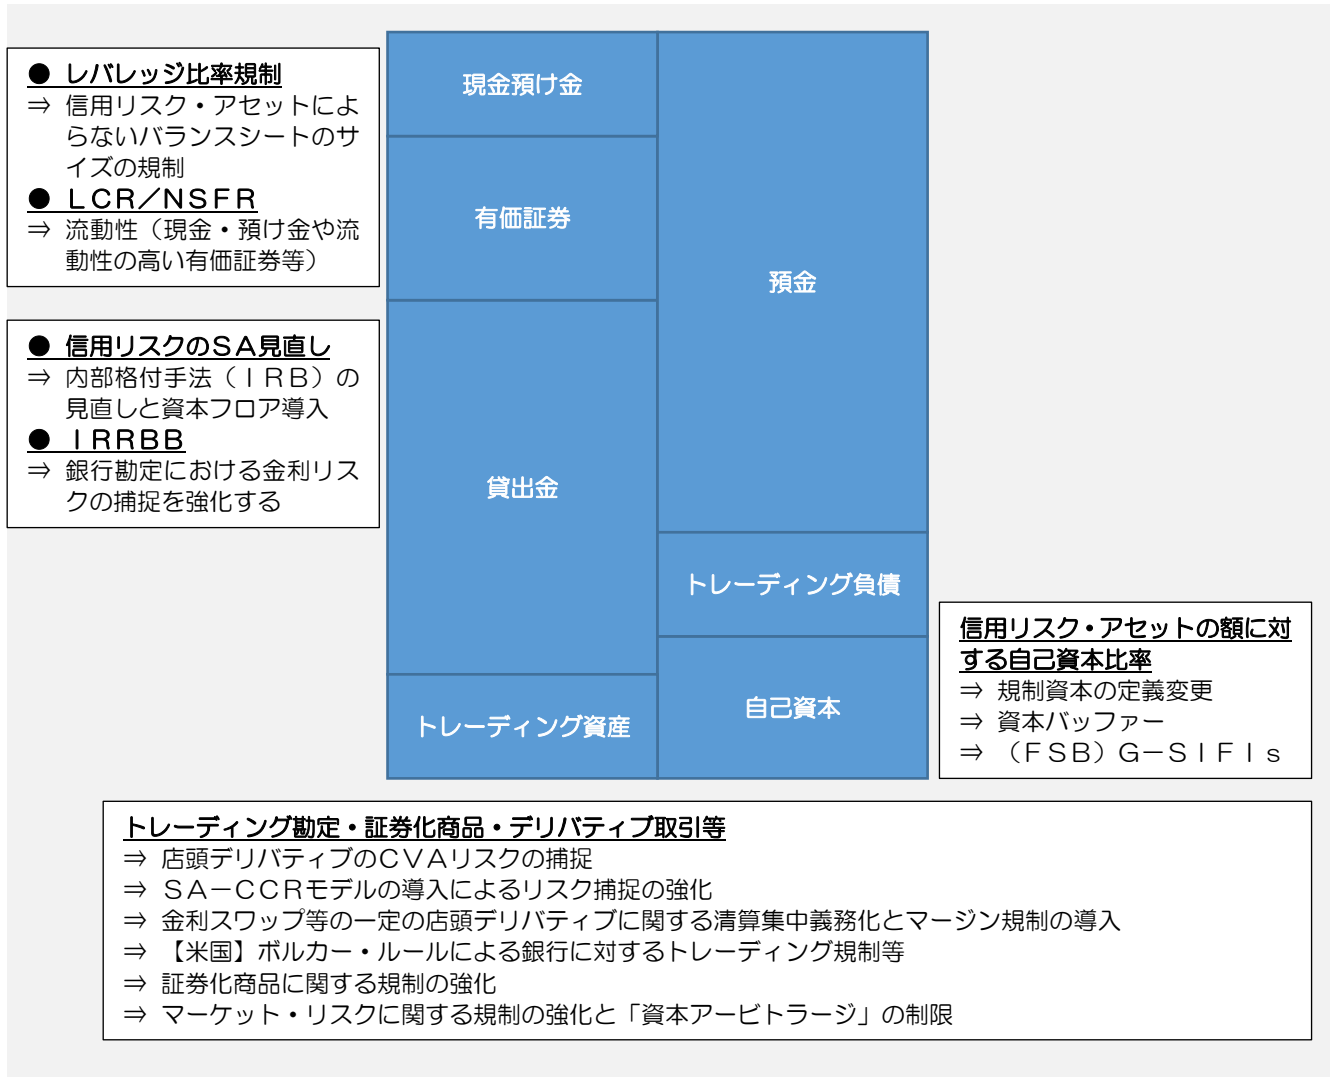 ● レバレッジ比率規制
⇒ 信用リスク・アセットによ
らないバランスシートのサ
イズの規制
● ＬＣＲ／ＮＳＦＲ
⇒ 流動性（現金・預け金や流
動性の高い有価証券等）
● 信用リスクのＳＡ見直し
⇒ 内部格付手法（ＩＲＢ）の
見直しと資本フロア導入
● ＩＲＲＢＢ
⇒ 銀行勘定における金利リス
クの捕捉を強化する
現金預け金
有価証券
貸出金
トレーディング資産
預金
トレーディング負債
自己資本
信用リスク・アセットの額に対
する自己資本比率
⇒ 規制資本の定義変更
⇒ 資本バッファー
⇒ （ＦＳＢ）Ｇ－ＳＩＦＩｓ
トレーディング勘定・証券化商品・デリバティブ取引等
⇒ 店頭デリバティブのＣＶＡリスクの捕捉
⇒ ＳＡ－ＣＣＲモデルの導入によるリスク捕捉の強化
⇒ 金利スワップ等の一定の店頭デリバティブに関する清算集中義務化とマージン規制の導入
⇒ 【米国】ボルカー・ルールによる銀行に対するトレーディング規制等
⇒ 証券化商品に関する規制の強化
⇒ マーケット・リスクに関する規制の強化と「資本アービトラージ」の制限